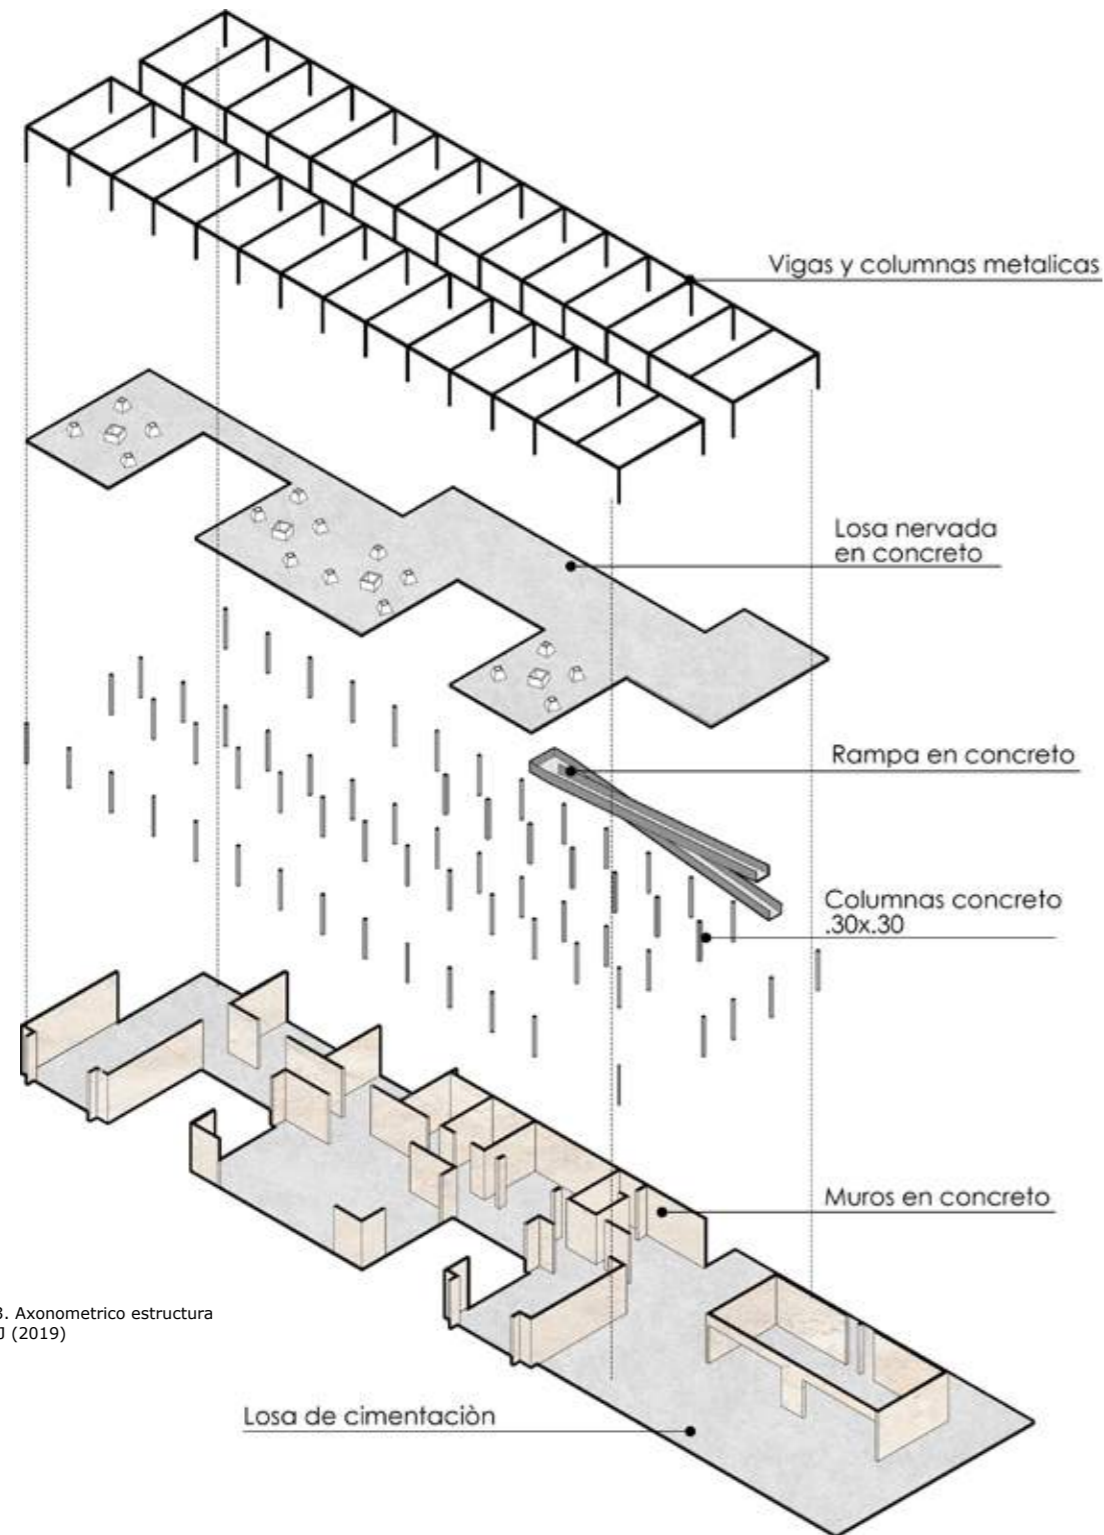 Vigas y columnas metalicas
Losa nervada
en concreto
Rampa en concreto
Columnas concreto
.30x.30
Muros en concreto
3. Axonometrico estructura
J (2019)
Losa de cimentaciòn